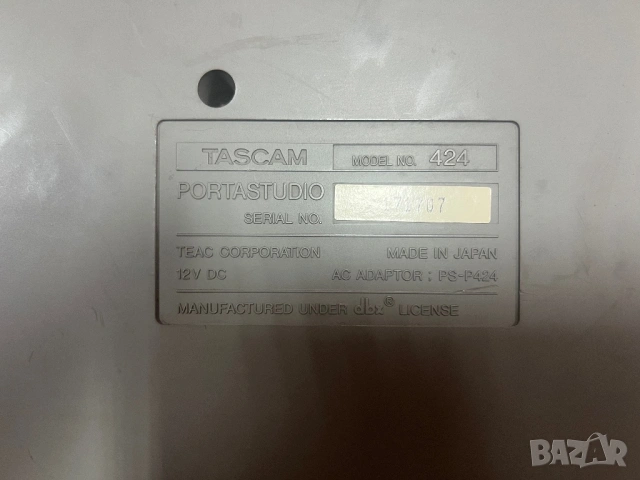 TASCAM MODEL NO. 424
PORTASTUDIO
SERIAL NO.
TEAC CORPORATION MADE IN JAPAN
12V DC AC ADAPTOR : PS-P424
MANUFACTURED UNDER dbx® LICENSE
BAZAR